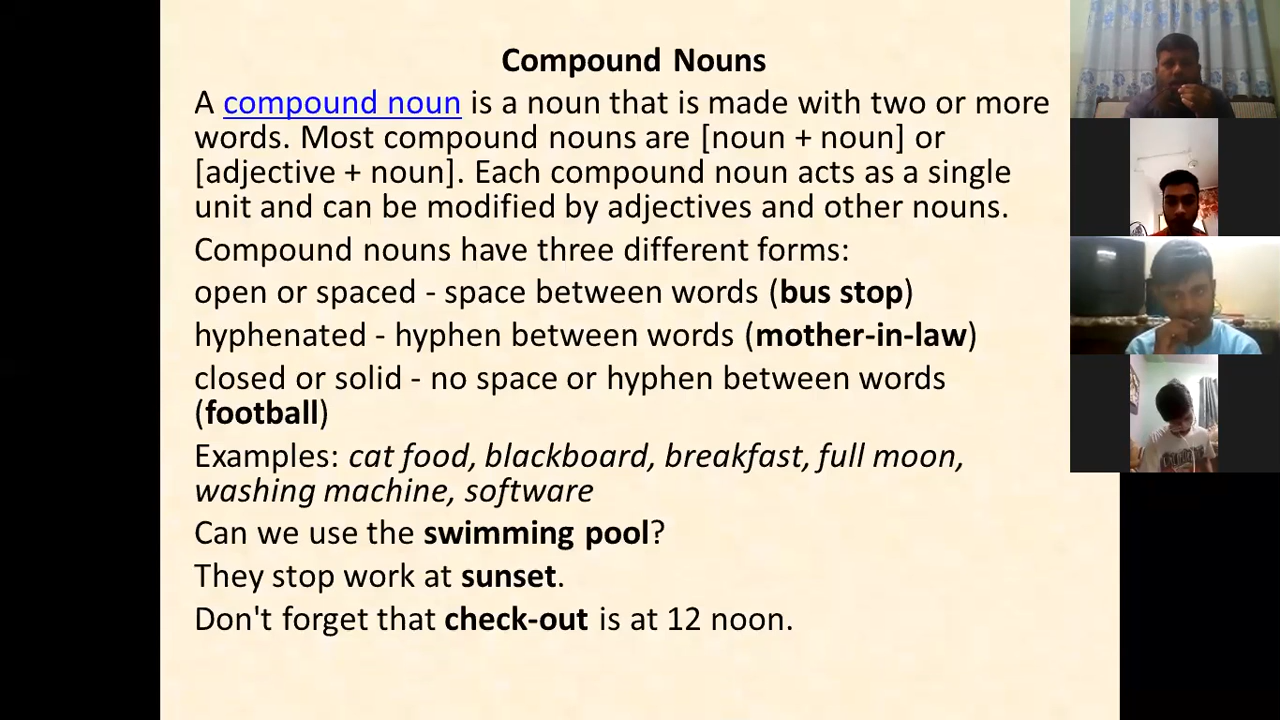 Compound Nouns
A compound noun is a noun that is made with two or more
words. Most compound nouns are [noun + noun] or
[adjective + noun]. Each compound noun acts as a single
unit and can be modified by adjectives and other nouns.
Compound nouns have three different forms:
open or spaced - space between words (bus stop)
hyphenated - hyphen between words (mother-in-law)
closed or solid - no space or hyphen between words
(football)
Examples: cat food, blackboard, breakfast, full moon,
washing machine, software
Can we use the swimming pool?
They stop work at sunset.
Don't forget that check-out is at 12 noon.